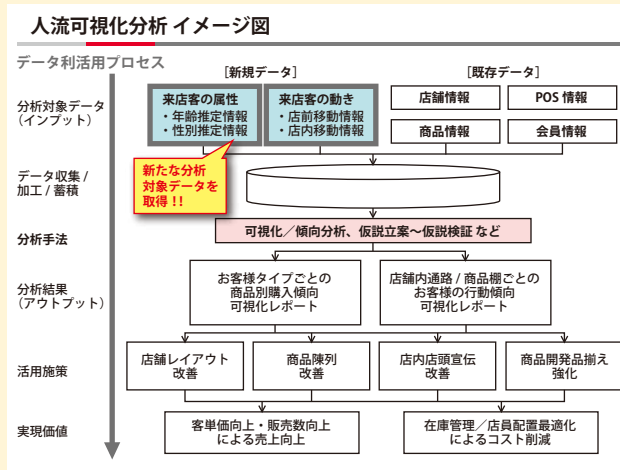 人流可視化分析 イメージ図
データ利活用プロセス
［新規データ］
［既存データ］
分析対象データ
（インプット）
来店客の属性
・年齢推定情報
・性別推定情報
来店客の動き
・店前移動情報
・店内移動情報
店舗情報
POS 情報
商品情報
会員情報
新たな分析
対象データを
取得 !!
データ収集 /
加工 / 蓄積
分析手法
可視化／傾向分析、仮説立案～仮説検証 など
分析結果
（アウトプット）
お客様タイプごとの
商品別購入傾向
可視化レポート
店舗内通路 / 商品棚ごとの
お客様の行動傾向
可視化レポート
活用施策
店舗レイアウト
改善
商品陳列
改善
店内店頭宣伝
改善
商品開発品揃え
強化
実現価値
客単価向上・販売数向上
による売上向上
在庫管理／店員配置最適化
によるコスト削減